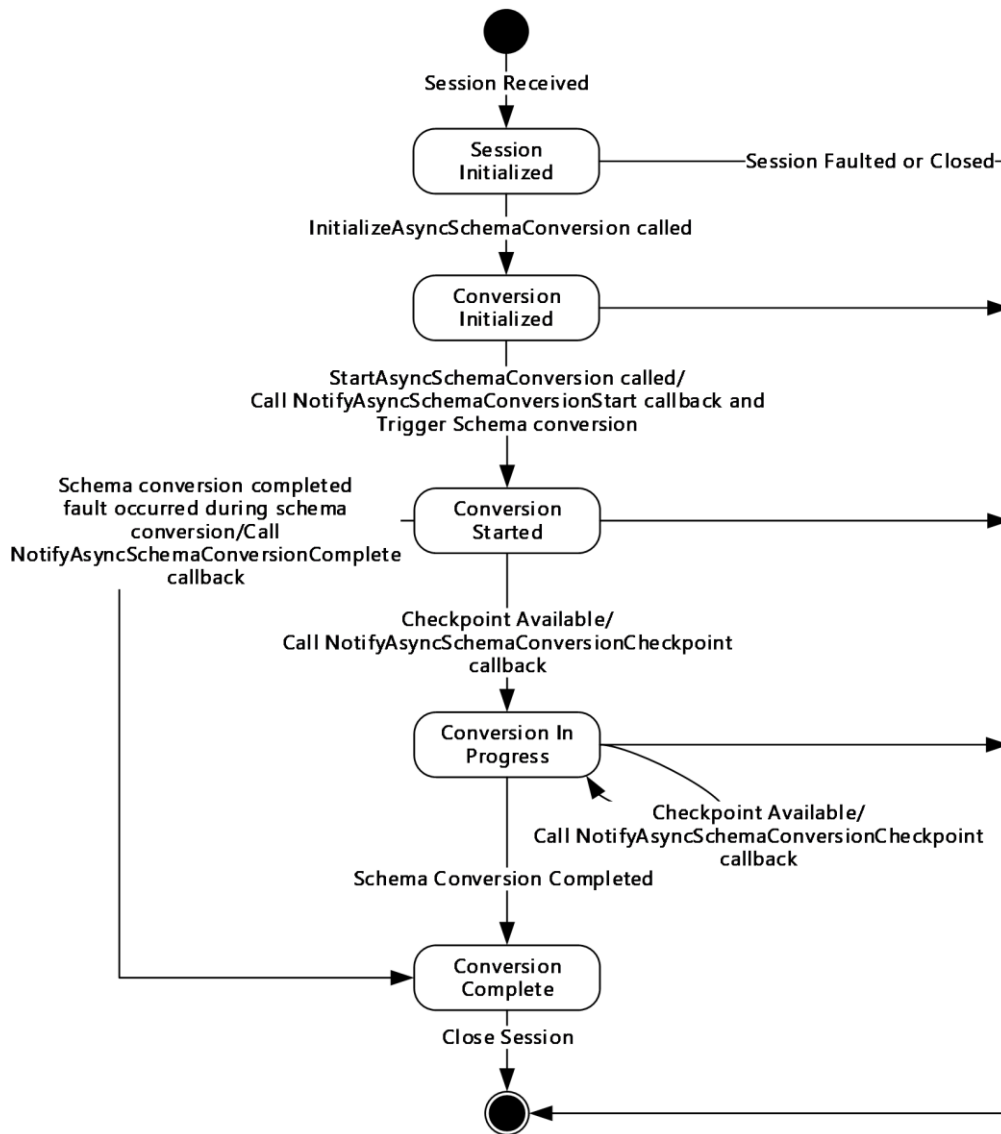 Session Received
Session
Initialized
Session Faulted or Closed
InitializeAsyncSchemaConversion called
Conversion
Initialized
StartAsyncSchemaConversion called/
Call NotifyAsyncSchemaConversionStart callback and
Trigger Schema conversion
Schema conversion completed
fault occurred during schema
conversion/Call
NotifyAsyncSchemaConversionComplete
callback
Conversion
Started
Checkpoint Available/
Call NotifyAsyncSchemaConversionCheckpoint
callback
Conversion In
Progress
Checkpoint Available/
Call NotifyAsyncSchemaConversionCheckpoint
callback
Schema Conversion Completed
Conversion
Complete
Close Session